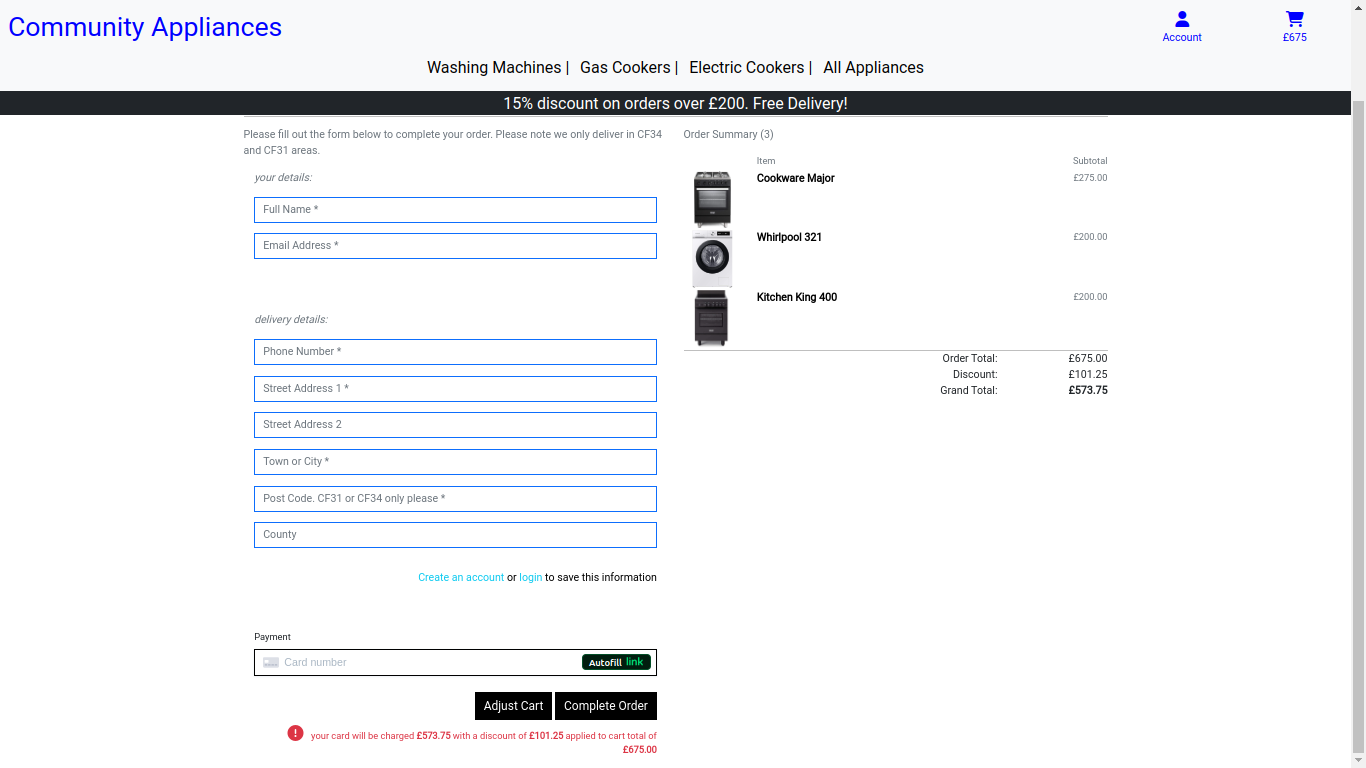 Community Appliances
Account
£675
Washing Machines | Gas Cookers | Electric Cookers | All Appliances
15% discount on orders over £200. Free Delivery!
Please fill out the form below to complete your order. Please note we only deliver in CF34
and CF31 areas.
your details:
Full Name *
Email Address *
delivery details:
Phone Number *
Street Address 1 *
Street Address 2
Town or City *
Post Code. CF31 or CF34 only please *
County
Create an account or login to save this information
Payment
Card number
Autofill link
Adjust Cart
Complete Order
! your card will be charged £573.75 with a discount of £101.25 applied to cart total of
£675.00
Order Summary (3)
Item Subtotal
Cookware Major £275.00
Whirlpool 321 £200.00
Kitchen King 400 £200.00
Order Total: £675.00
Discount: £101.25
Grand Total: £573.75